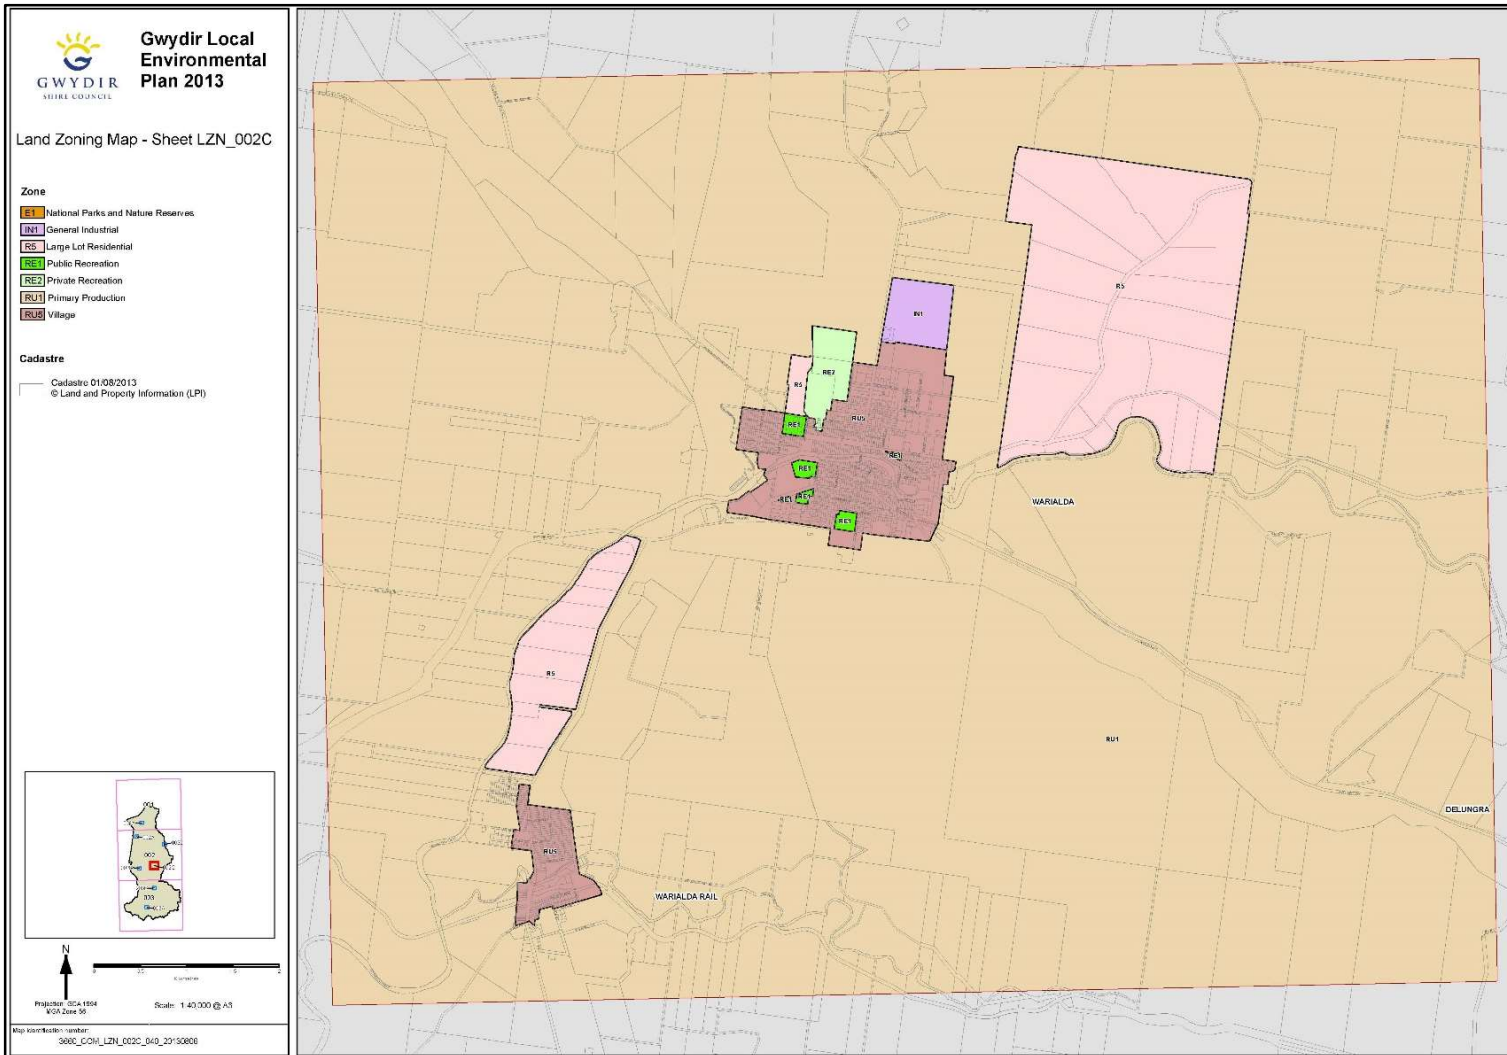 GWYDIR
SHIRE COUNCIL
Gwydir Local
Environmental
Plan 2013
Land Zoning Map - Sheet LZN_002C
Zone
E1 National Parks and Nature Reserves
IN1 General Industrial
R5 Large Lot Residential
RE1 Public Recreation
RE2 Private Recreation
RU1 Primary Production
RU5 Village
Cadastre
Cadastre 01/08/2013
© Land and Property Information (LPI)
001
002
003
N
Projection: GDA 1994
MGA Zone 56
Scale: 1:40,000 @ A3
Map identification number:
3660_COM_LZN_002C_040_20130808
R5
IN1
RE2
R5
RU5
RE1
RE1
RE1
RE1
RE1
RE1
WARIALDA
R5
RU1
DELUNGRA
RU5
WARIALDA RAIL